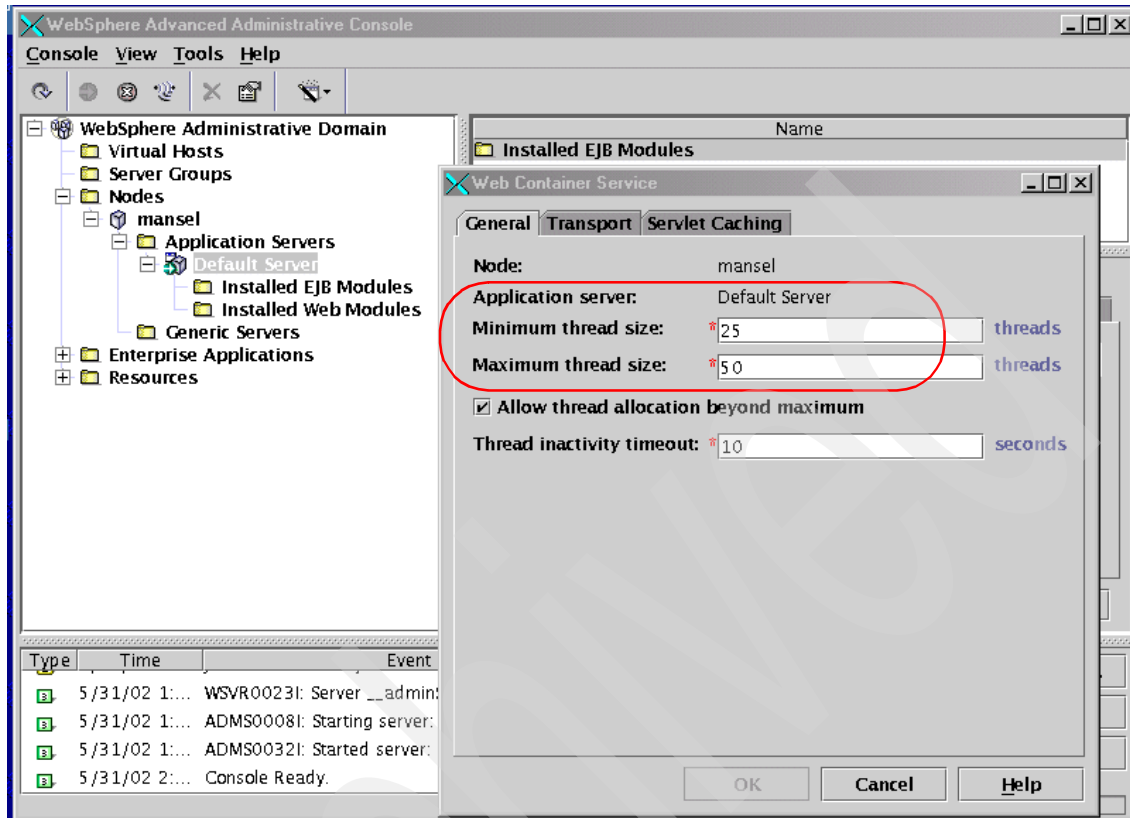 WebSphere Advanced Administrative Console
Console View Tools Help
WebSphere Administrative Domain
Virtual Hosts
Server Groups
Nodes
mansel
Application Servers
Default Server
Installed EJB Modules
Installed Web Modules
Generic Servers
Enterprise Applications
Resources
Name
Installed EJB Modules
Web Container Service
General Transport Servlet Caching
Node: mansel
Application server: Default Server
Minimum thread size: *25 threads
Maximum thread size: *50 threads
Allow thread allocation beyond maximum
Thread inactivity timeout: *10 seconds
OK Cancel Help
Type Time Event
5/31/02 1:... WSVR0023I: Server __admin
5/31/02 1:... ADMS0008I: Starting server:
5/31/02 1:... ADMS0032I: Started server:
5/31/02 2:... Console Ready.